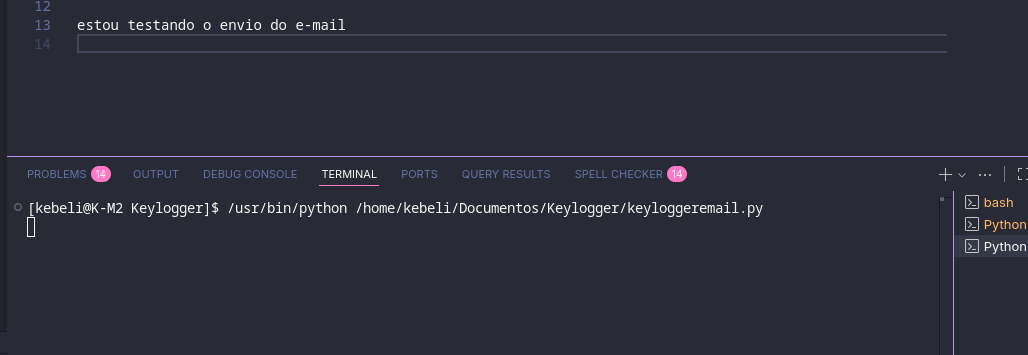 12
13 estou testando o envio do e-mail
14
PROBLEMS 14 OUTPUT DEBUG CONSOLE TERMINAL PORTS QUERY RESULTS SPELL CHECKER 14
[kebeli@K-M2 Keylogger]$ /usr/bin/python /home/kebeli/Documentos/Keylogger/keyloggeremail.py
bash
Python
Python